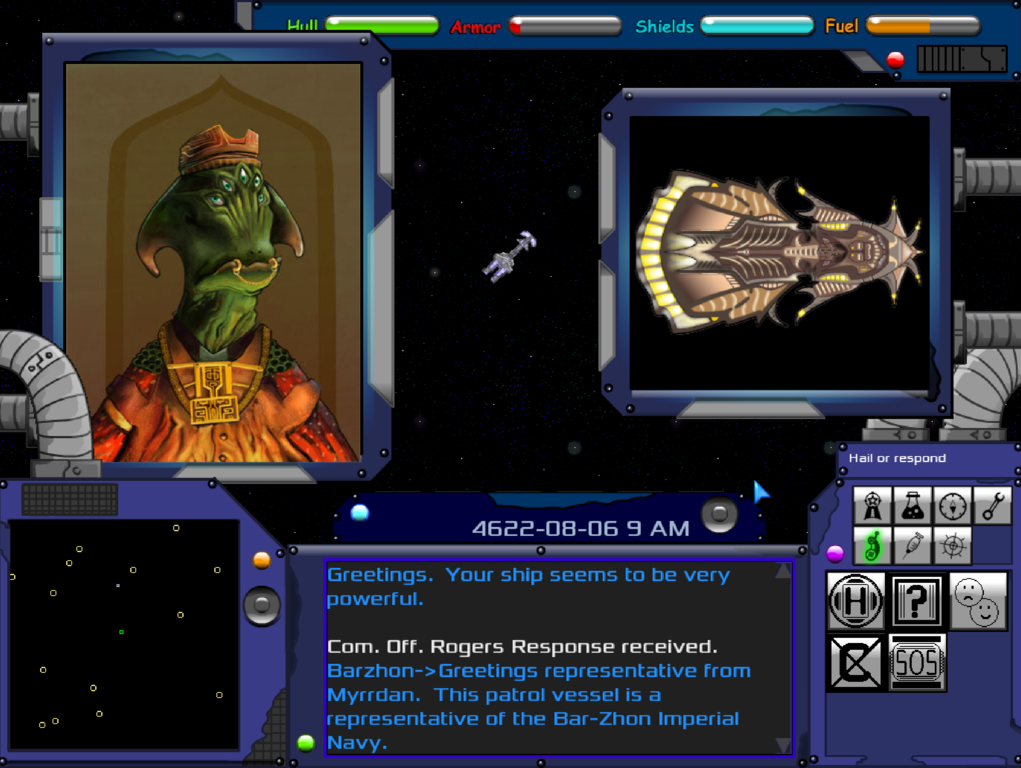 Hull Armor Shields Fuel
Hail or respond
4622-08-06 9 AM
Greetings. Your ship seems to be very
powerful.
Com. Off. Rogers Response received.
Barzhon->Greetings representative from
Myrrdan. This patrol vessel is a
representative of the Bar-Zhon Imperial
Navy.
H ?
C SOS